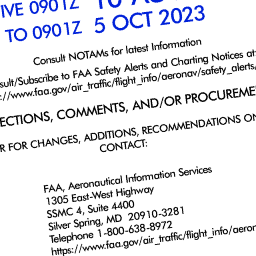 IVE 0901Z 10 A
TO 0901Z 5 OCT 2023
Consult NOTAMs for latest Information
sult/Subscribe to FAA Safety Alerts and Charting Notices at
://www.faa.gov/air_traffic/flight_info/aeronav/safety_alerts/
ECTIONS, COMMENTS, AND/OR PROCUREME
R FOR CHANGES, ADDITIONS, RECOMMENDATIONS ON
CONTACT:
FAA, Aeronautical Information Services
1305 East-West Highway
SSMC 4, Suite 4400
Silver Spring, MD 20910-3281
Telephone 1-800-638-8972
https://www.faa.gov/air_traffic/flight_info/aeron